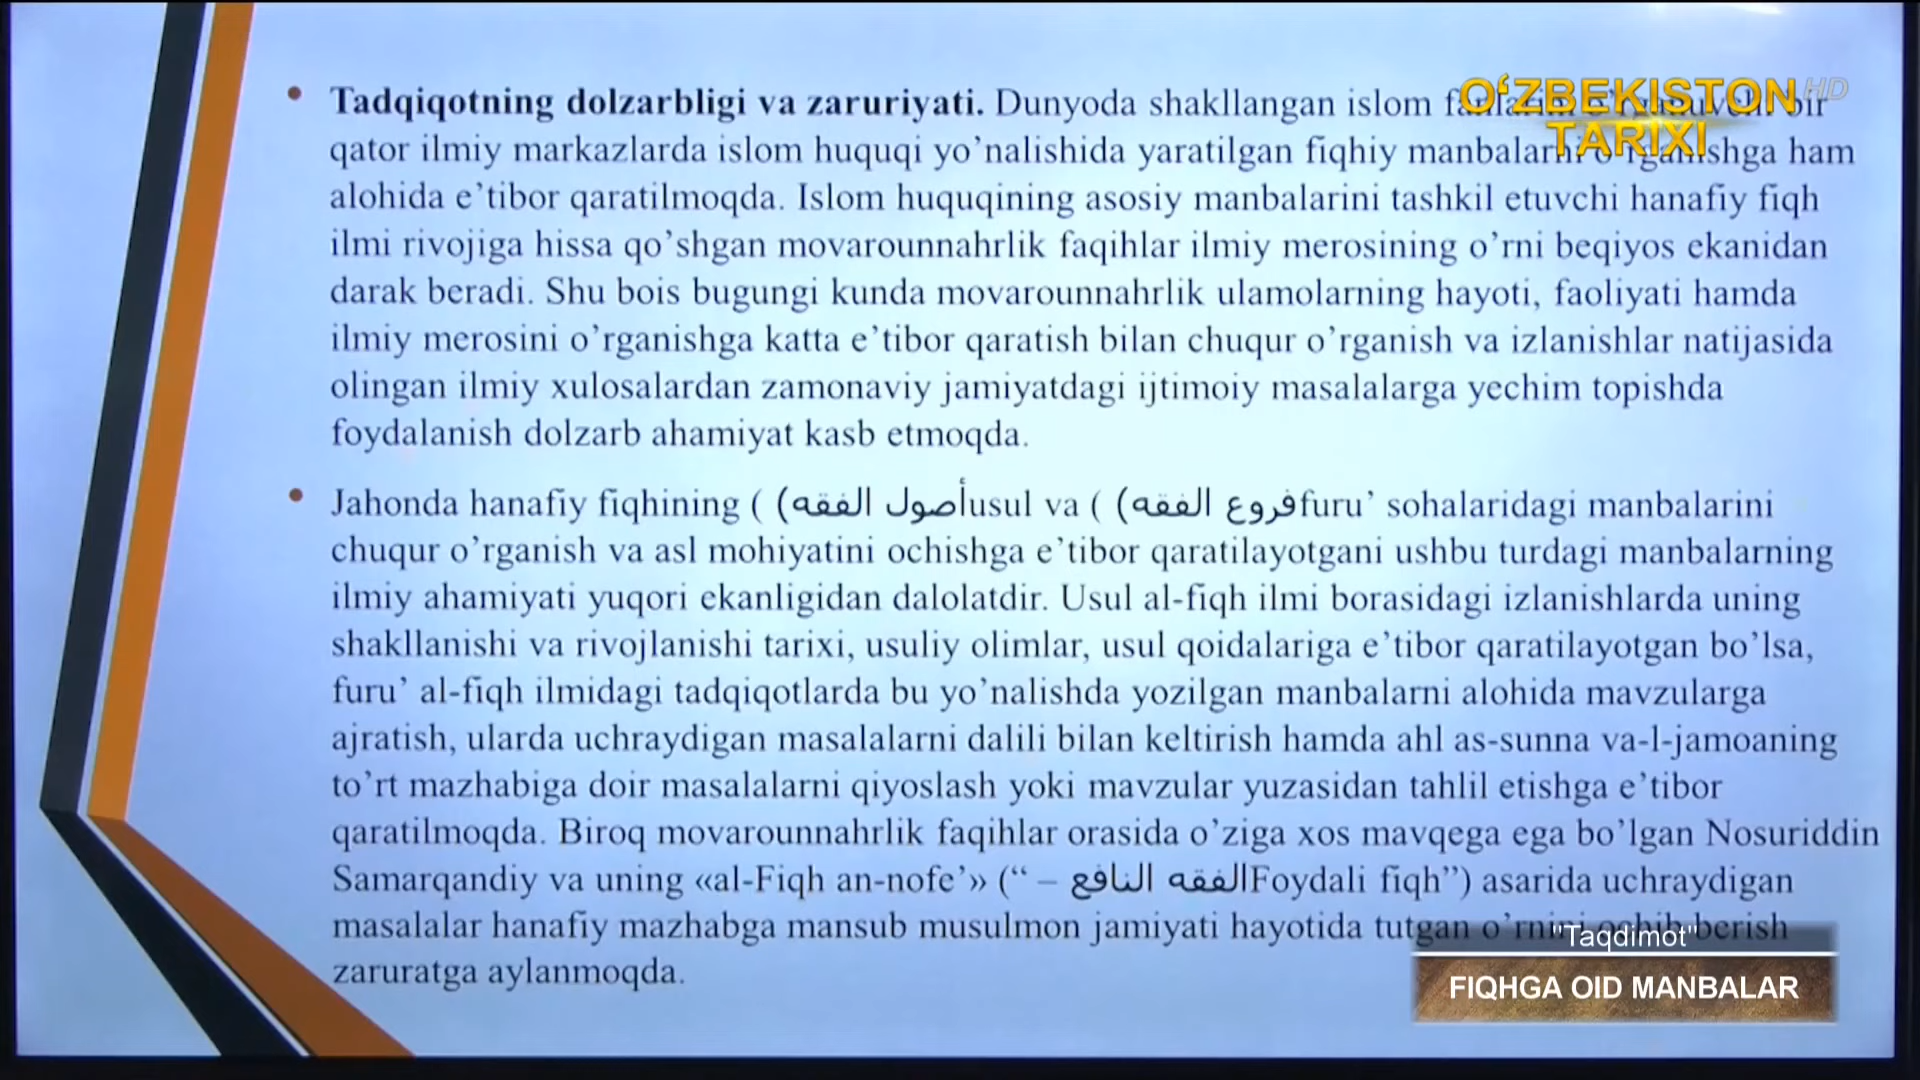 • Tadqiqotning dolzarbligi va zaruriyati. Dunyoda shakllangan islom bir
qator ilmiy markazlarda islom huquqi yo’nalishida yaratilgan fiqhiy manbalarni o’rganishga ham
alohida e’tibor qaratilmoqda. Islom huquqining asosiy manbalarini tashkil etuvchi hanafiy fiqh
ilmi rivojiga hissa qo’shgan movarounnahrlik faqihlar ilmiy merosining o’rni beqiyos ekanidan
darak beradi. Shu bois bugungi kunda movarounnahrlik ulamolarning hayoti, faoliyati hamda
ilmiy merosini o’rganishga katta e’tibor qaratish bilan chuqur o’rganish va izlanishlar natijasida
olingan ilmiy xulosalardan zamonaviy jamiyatdagi ijtimoiy masalalarga yechim topishda
foydalanish dolzarb ahamiyat kasb etmoqda.
• Jahonda hanafiy fiqhining ( (أصول الفقهusul va ( (فروع الفقهfuru’ sohalaridagi manbalarini
chuqur o’rganish va asl mohiyatini ochishga e’tibor qaratilayotgani ushbu turdagi manbalarning
ilmiy ahamiyati yuqori ekanligidan dalolatdir. Usul al-fiqh ilmi borasidagi izlanishlarda uning
shakllanishi va rivojlanishi tarixi, usuliy olimlar, usul qoidalariga e’tibor qaratilayotgan bo’lsa,
furu’ al-fiqh ilmidagi tadqiqotlarda bu yo’nalishda yozilgan manbalarni alohida mavzularga
ajratish, ularda uchraydigan masalalarni dalili bilan keltirish hamda ahl as-sunna va-l-jamoaning
to’rt mazhabiga doir masalalarni qiyoslash yoki mavzular yuzasidan tahlil etishga e’tibor
qaratilmoqda. Biroq movarounnahrlik faqihlar orasida o’ziga xos mavqega ega bo’lgan Nosuriddin
Samarqandiy va uning «al-Fiqh an-nofe’» (“ – الفقه النافعFoydali fiqh”) asarida uchraydigan
masalalar hanafiy mazhabga mansub musulmon jamiyati hayotida tutgan o’rnini ochib berish
zaruratga aylanmoqda.
O‘ZBEKISTON HD
TARIXI
"Taqdimot"
FIQHGA OID MANBALAR